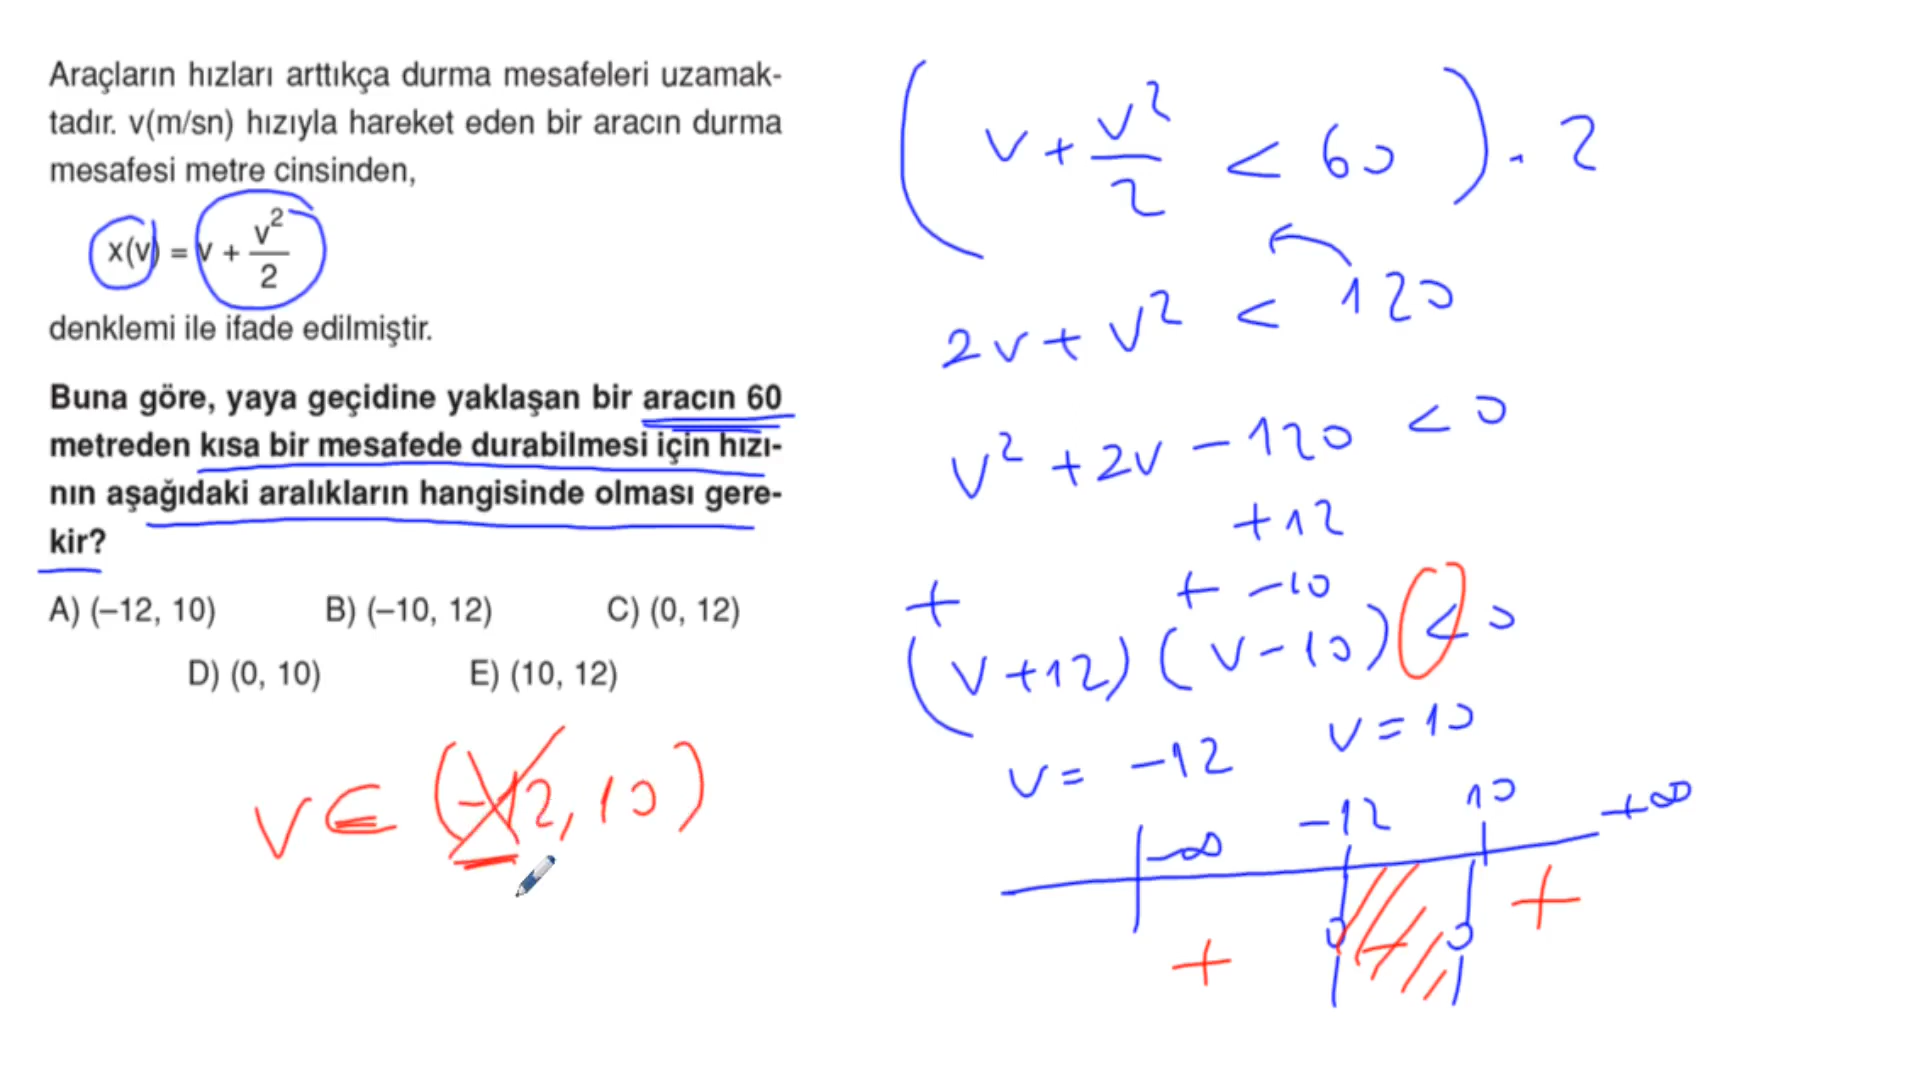 Araçların hızları arttıkça durma mesafeleri uzamak-
tadır. v(m/sn) hızıyla hareket eden bir aracın durma
mesafesi metre cinsinden,
x(v) = v + v²/2
denklemi ile ifade edilmiştir.
Buna göre, yaya geçidine yaklaşan bir aracın 60
metreden kısa bir mesafede durabilmesi için hızı-
nın aşağıdaki aralıkların hangisinde olması gere-
kir?
A) (–12, 10) B) (–10, 12) C) (0, 12)
D) (0, 10) E) (10, 12)
V ∈ (-12, 10)
(v + v²/2 < 60) . 2
2v + v² < 120
v² + 2v - 120 < 0
+12
+ + -10
(v+12) (v-10) < 0
v = -12 v = 10
-∞ -12 10 +∞
0 0 +
+ -